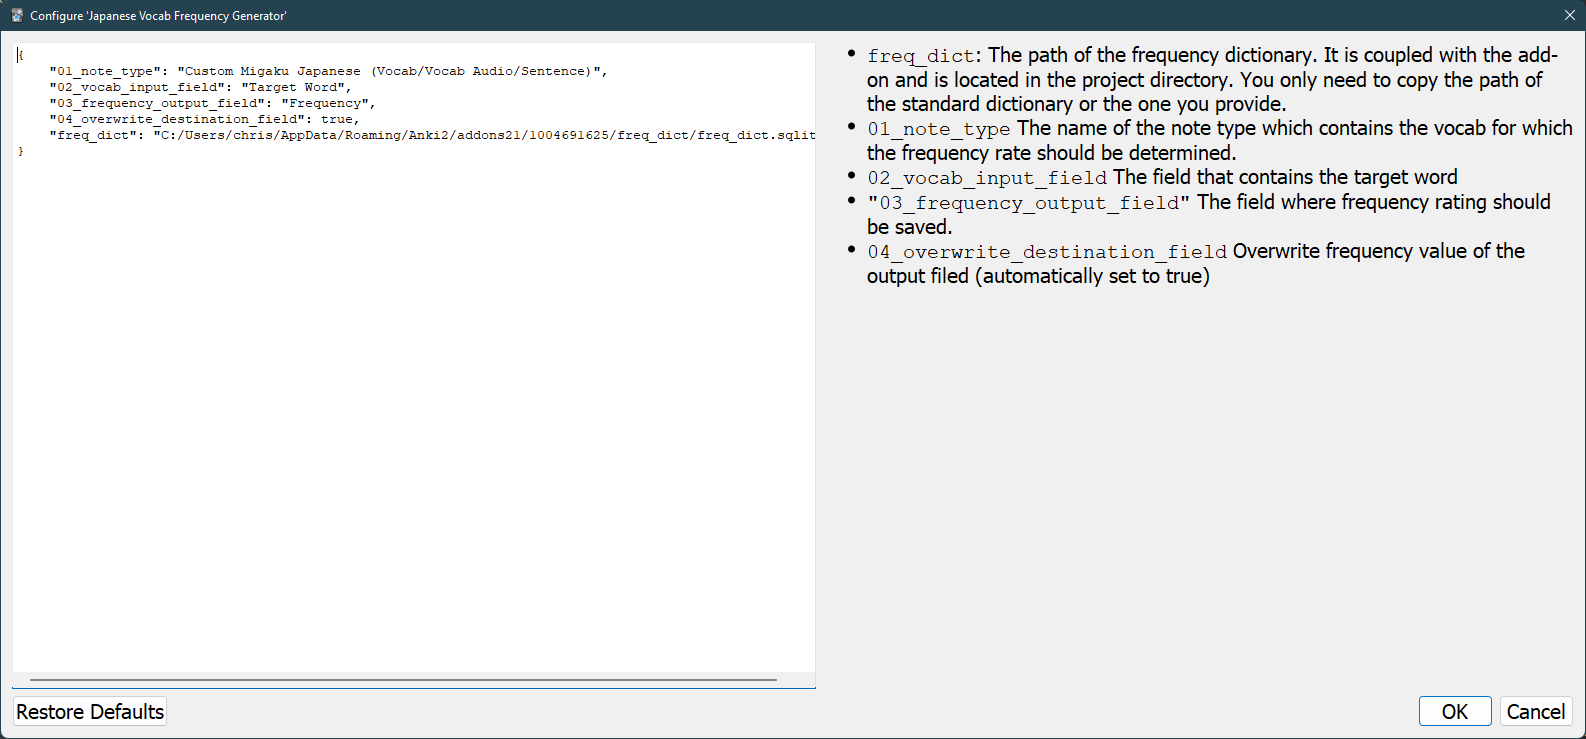 Configure 'Japanese Vocab Frequency Generator'
{
"01_note_type": "Custom Migaku Japanese (Vocab/Vocab Audio/Sentence)",
"02_vocab_input_field": "Target Word",
"03_frequency_output_field": "Frequency",
"04_overwrite_destination_field": true,
"freq_dict": "C:/Users/chris/AppData/Roaming/Anki2/addons21/1004691625/freq_dict/freq_dict.sqlit
}
• freq_dict: The path of the frequency dictionary. It is coupled with the add-
on and is located in the project directory. You only need to copy the path of
the standard dictionary or the one you provide.
• 01_note_type The name of the note type which contains the vocab for which
the frequency rate should be determined.
• 02_vocab_input_field The field that contains the target word
• "03_frequency_output_field" The field where frequency rating should
be saved.
• 04_overwrite_destination_field Overwrite frequency value of the
output filed (automatically set to true)
Restore Defaults
OK
Cancel